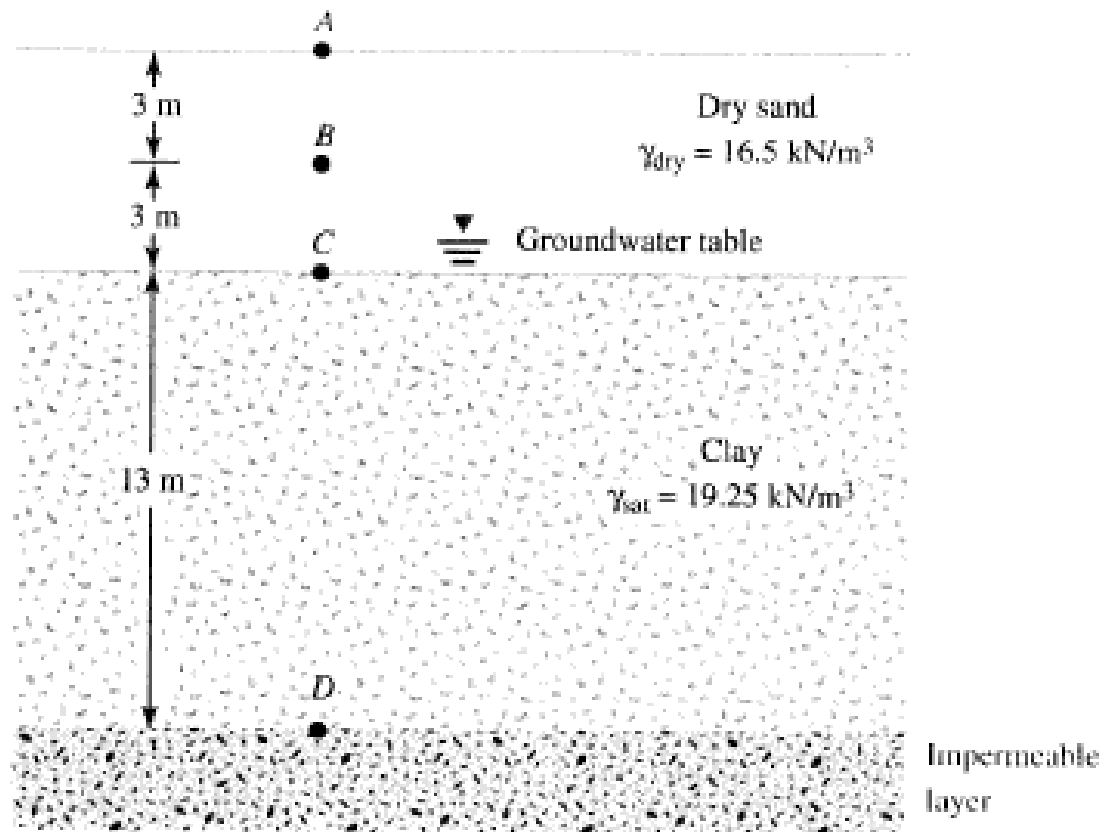 A
3 m
Dry sand
B
γdry = 16.5 kN/m³
3 m
C
Groundwater table
13 m
Clay
γsat = 19.25 kN/m³
D
Impermeable
layer